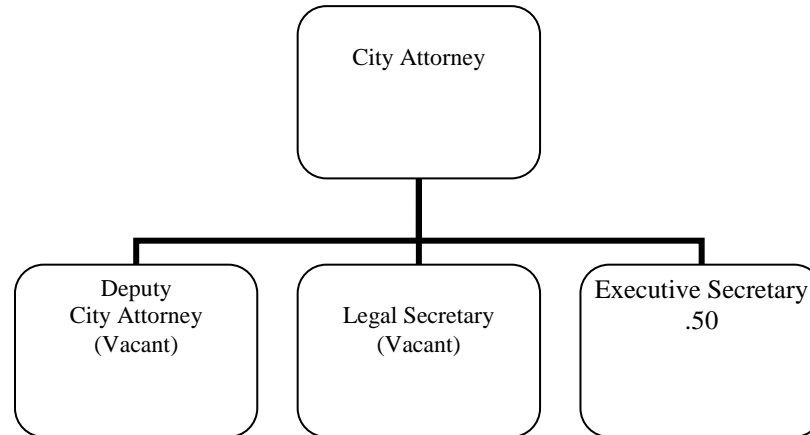 City Attorney
Deputy
City Attorney
(Vacant)
Legal Secretary
(Vacant)
Executive Secretary
.50